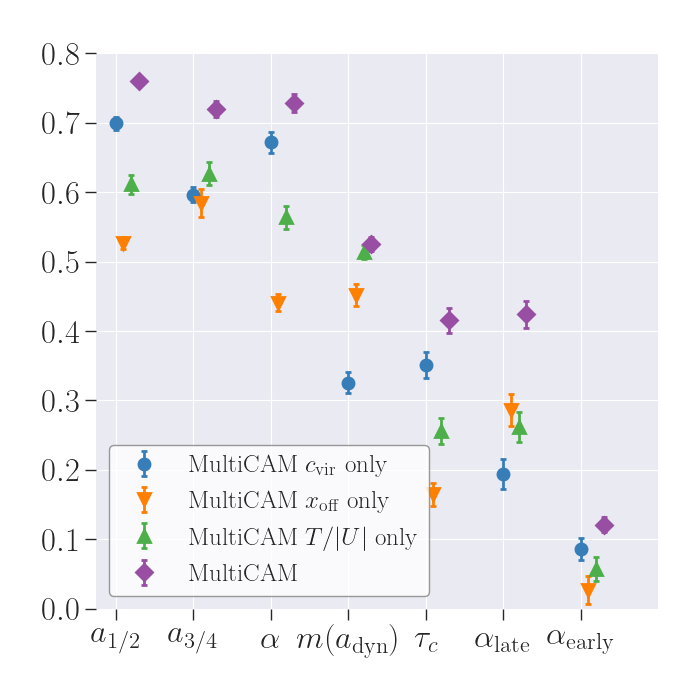 0.8
0.7
0.6
0.5
0.4
0.3
0.2
0.1
0.0
MultiCAM c_vir only
MultiCAM x_off only
MultiCAM T/|U| only
MultiCAM
a_1/2 a_3/4 α m(a_dyn) τ_c α_late α_early